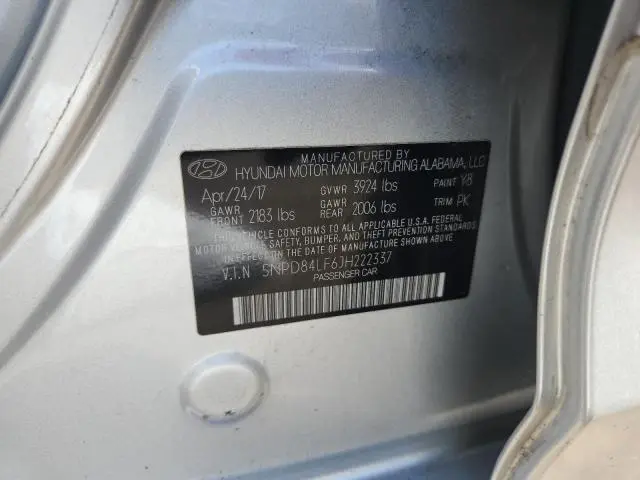 MANUFACTURED BY
HYUNDAI MOTOR MANUFACTURING ALABAMA, LLC
Apr/24/17 GVWR 3924 lbs PAINT Y8
GAWR FRONT 2183 lbs GAWR REAR 2006 lbs TRIM PK
THIS VEHICLE CONFORMS TO ALL APPLICABLE U.S.A. FEDERAL
MOTOR VEHICLE SAFETY, BUMPER, AND THEFT PREVENTION STANDARDS
IN EFFECT ON THE DATE OF MANUFACTURE SHOWN ABOVE.
V.I.N 5NPD84LF6JH222337
PASSENGER CAR